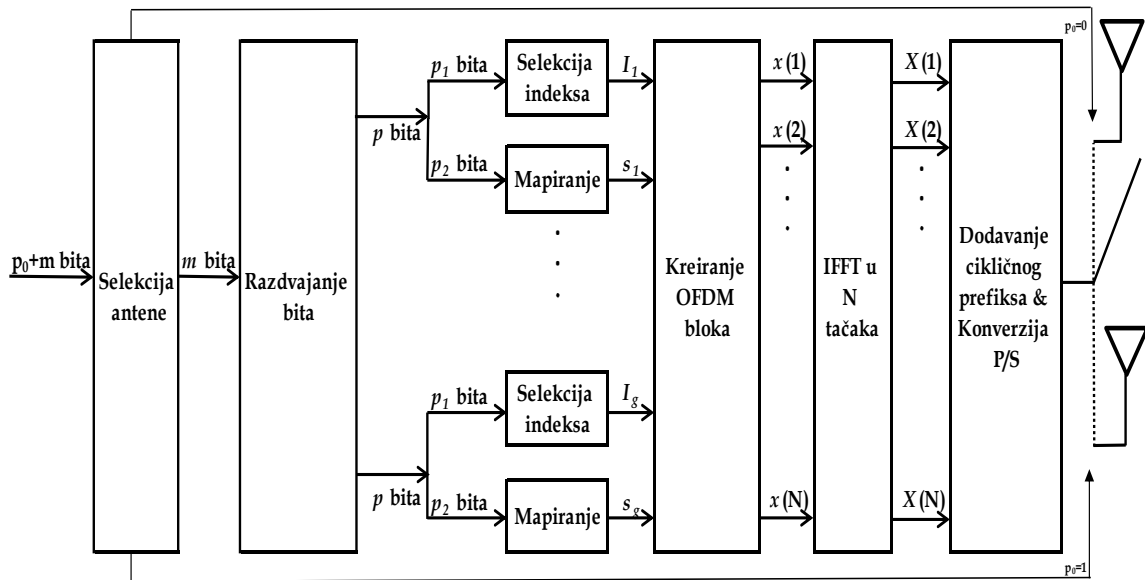 p₀=0
p₀+m bita
Selekcija
antene
m bita
Razdvajanje
bita
p bita
p₁ bita
Selekcija
indeksa
I₁
p₂ bita
Mapiranje
s₁
p bita
p₁ bita
Selekcija
indeksa
I_g
p₂ bita
Mapiranje
s_g
Kreiranje
OFDM
bloka
x(1)
x(2)
x(N)
IFFT u
N
tačaka
X(1)
X(2)
X(N)
Dodavanje
cikličnog
prefiksa &
Konverzija
P/S
p₀=1